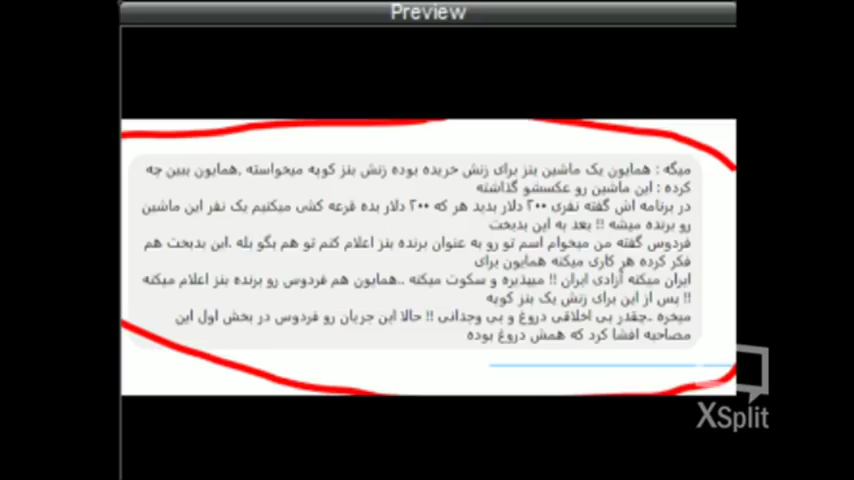 Preview
میگه : همایون یک ماشین بنز برای زنش خریده بوده زنش بنز کوپه میخواسته ,همایون ببین چه
کرده : این ماشین رو عکسشو گذاشته
در برنامه اش گفته نفری ۲۰۰ دلار بدید هر که ۲۰۰ دلار بده قرعه کشی میکنیم یک نفر این ماشین
رو برنده میشه !! بعد به این بدبخت
فردوس گفته من میخوام اسم تو رو به عنوان برنده بنز اعلام کنم تو هم بگو بله .این بدبخت هم
فکر کرده هر کاری میکنه همایون برای
ایران میکنه آزادی ایران !! میپذیره و سکوت میکنه ..همایون هم فردوس رو برنده بنز اعلام میکنه
!! پس از این برای زنش یک بنز کوپه
میخره ..چقدر بی اخلاقی دروغ و بی وجدانی !! حالا این جریان رو فردوس در بخش اول این
مصاحبه افشا کرد که همش دروغ بوده
XSplit